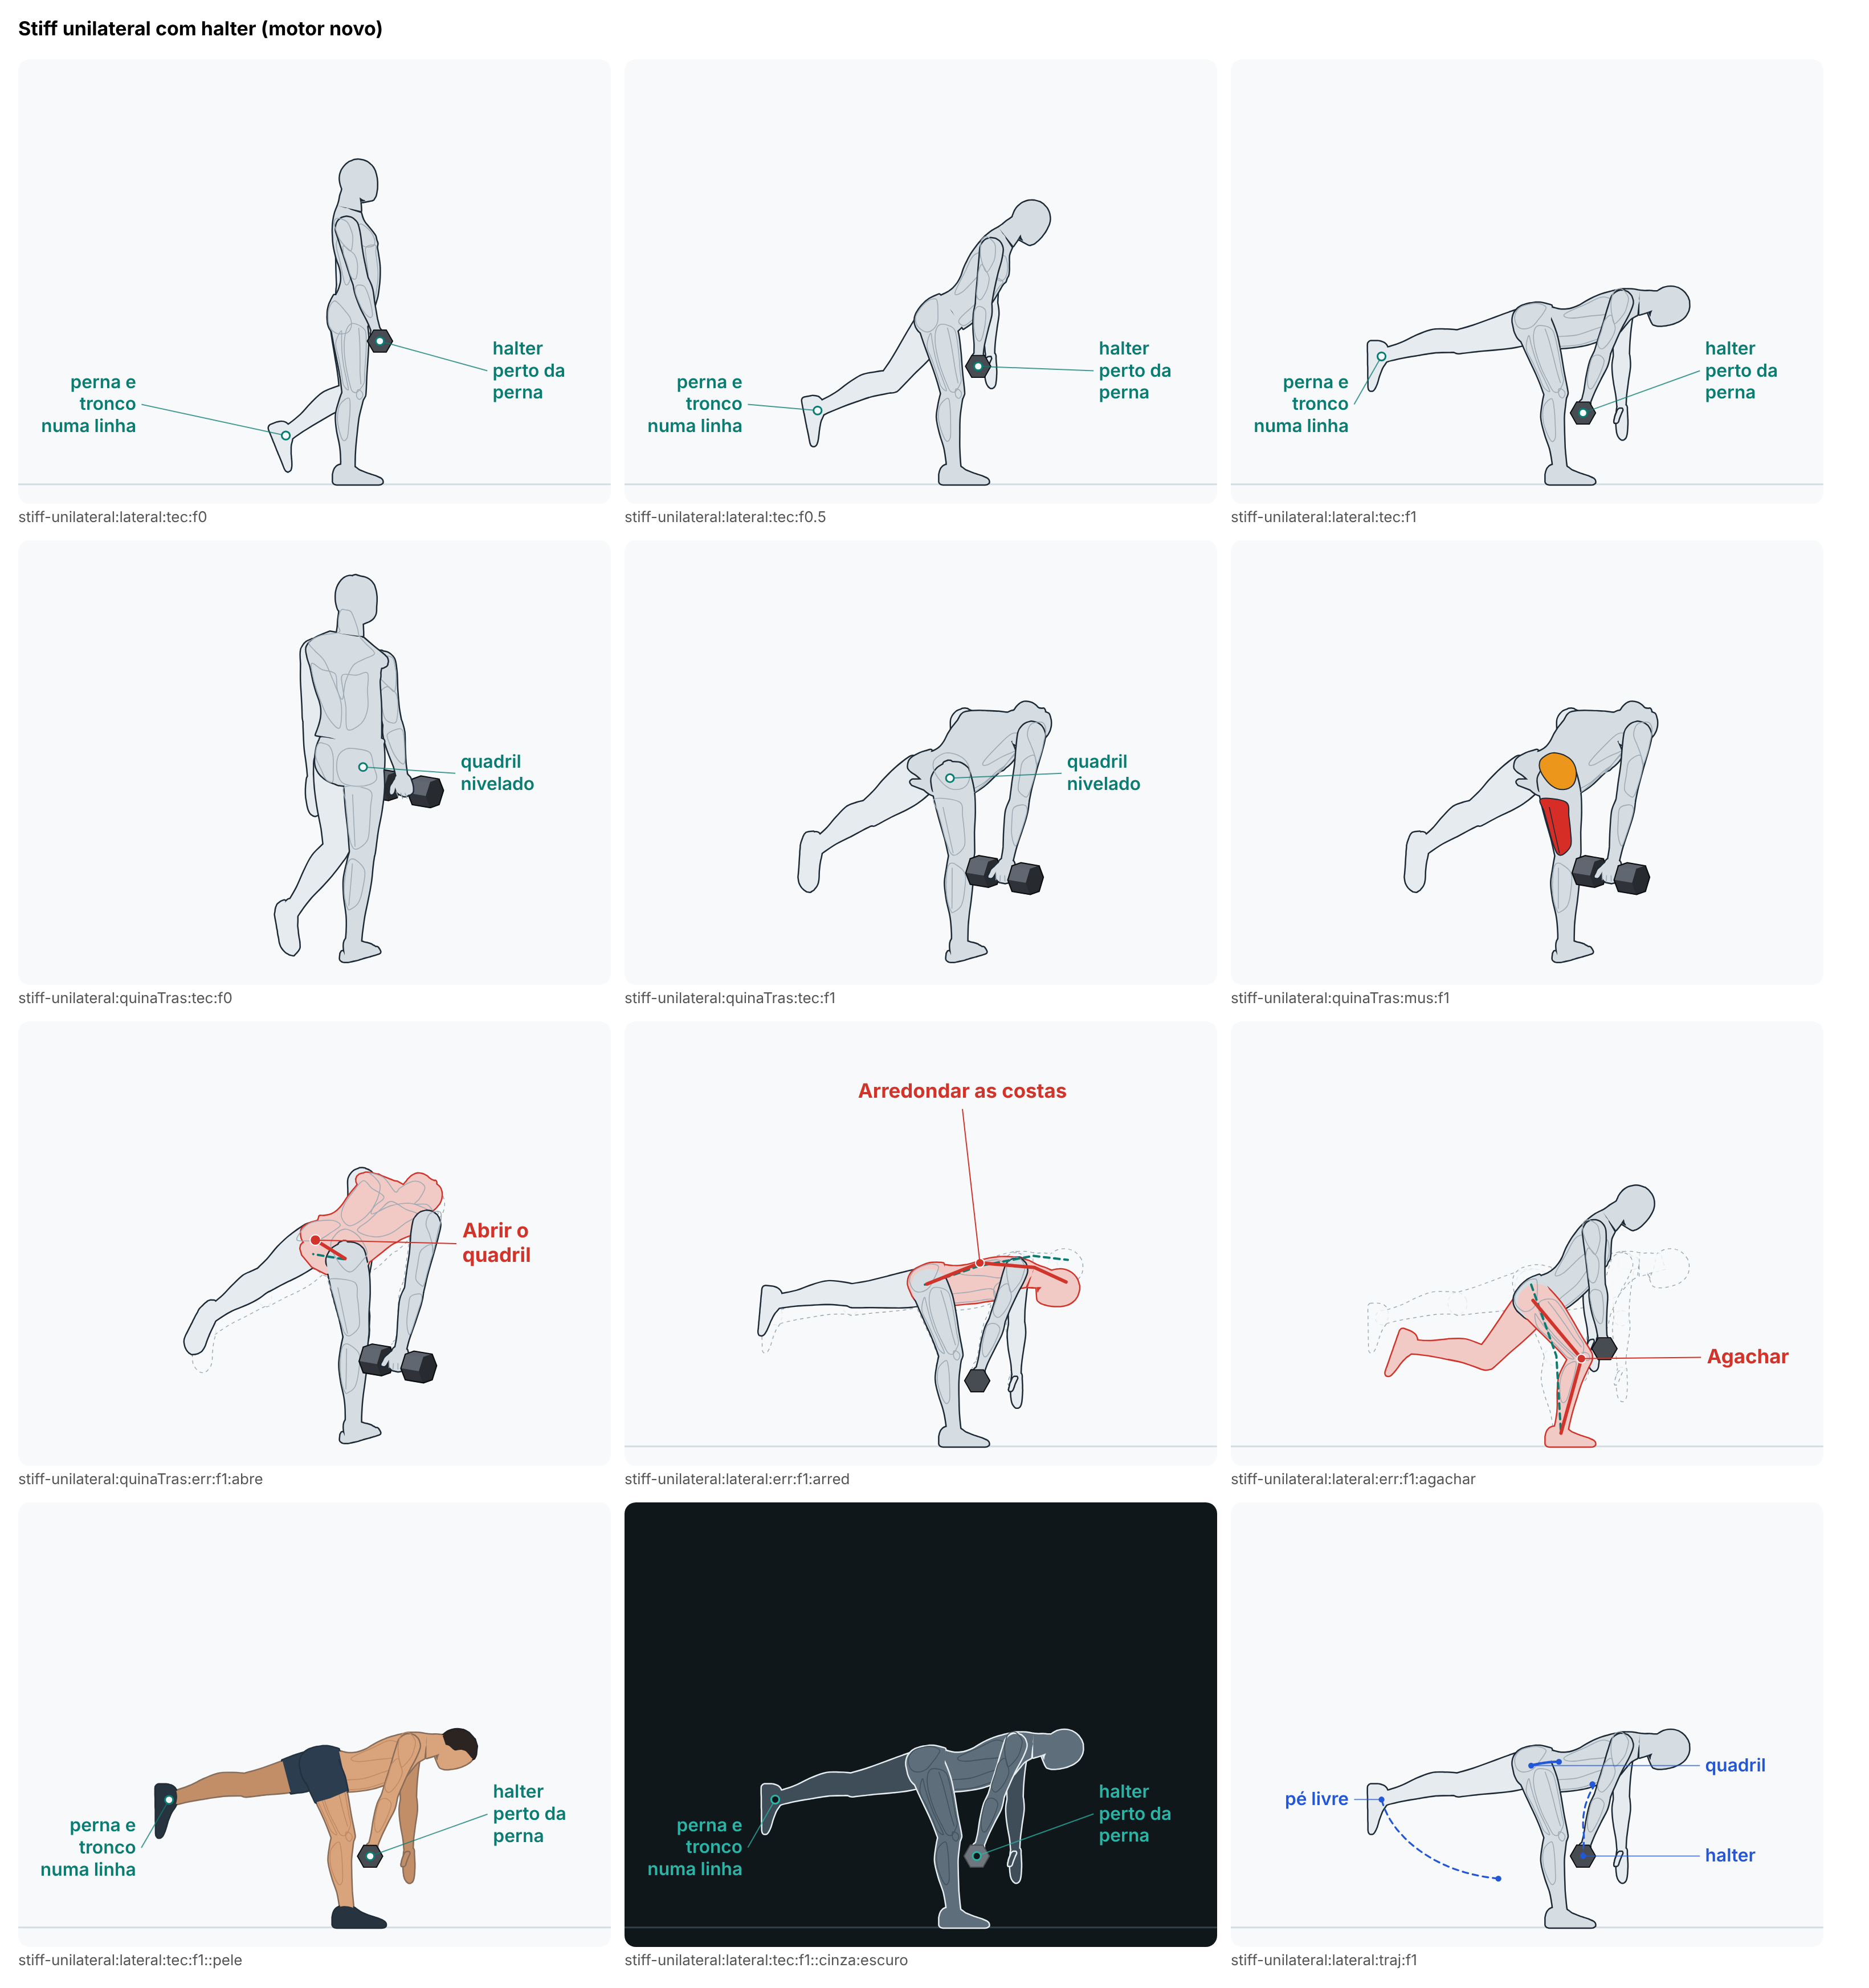 Stiff unilateral com halter (motor novo)
perna e
tronco
numa linha
halter
perto da
perna
stiff-unilateral:lateral:tec:f0
perna e
tronco
numa linha
halter
perto da
perna
stiff-unilateral:lateral:tec:f0.5
perna e
tronco
numa linha
halter
perto da
perna
stiff-unilateral:lateral:tec:f1
quadril
nivelado
stiff-unilateral:quinaTras:tec:f0
quadril
nivelado
stiff-unilateral:quinaTras:tec:f1
stiff-unilateral:quinaTras:mus:f1
Abrir o
quadril
stiff-unilateral:quinaTras:err:f1:abre
Arredondar as costas
stiff-unilateral:lateral:err:f1:arred
Agachar
stiff-unilateral:lateral:err:f1:agachar
perna e
tronco
numa linha
halter
perto da
perna
stiff-unilateral:lateral:tec:f1::pele
perna e
tronco
numa linha
halter
perto da
perna
stiff-unilateral:lateral:tec:f1::cinza:escuro
quadril
pé livre
halter
stiff-unilateral:lateral:traj:f1